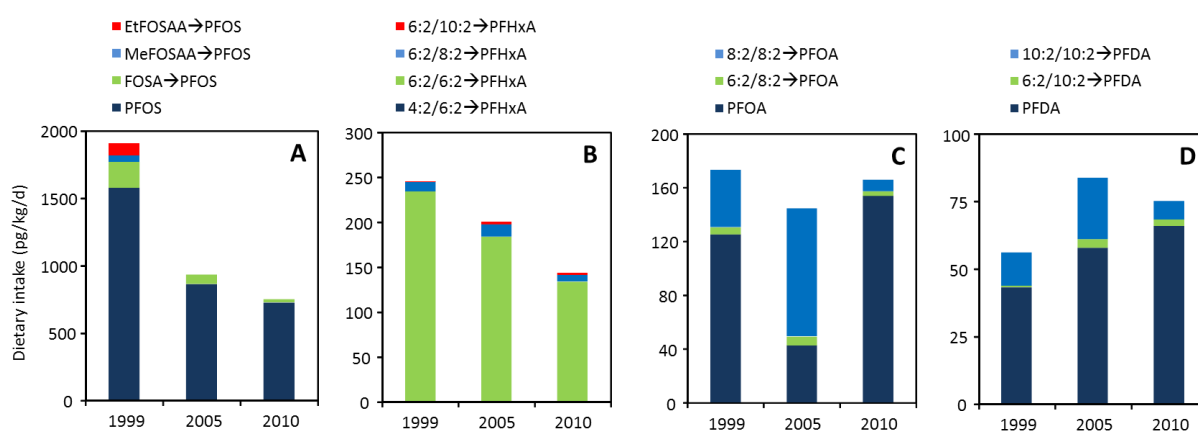 EtFOSAA→PFOS
MeFOSAA→PFOS
FOSA→PFOS
PFOS
6:2/10:2→PFHxA
6:2/8:2→PFHxA
6:2/6:2→PFHxA
4:2/6:2→PFHxA
8:2/8:2→PFOA
6:2/8:2→PFOA
PFOA
10:2/10:2→PFDA
6:2/10:2→PFDA
PFDA
Dietary intake (pg/kg/d)
2000
1500
1000
500
0
A
1999 2005 2010
300
250
200
150
100
50
0
B
1999 2005 2010
200
160
120
80
40
0
C
1999 2005 2010
100
75
50
25
0
D
1999 2005 2010